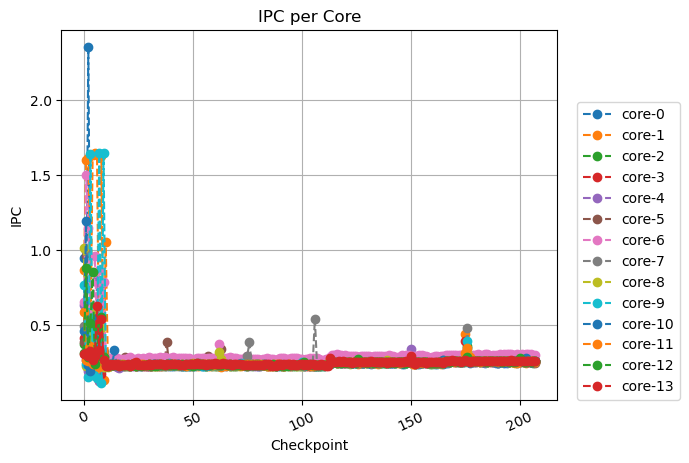 IPC per Core
IPC
2.0
1.5
1.0
0.5
0
50
100
150
200
Checkpoint
core-0
core-1
core-2
core-3
core-4
core-5
core-6
core-7
core-8
core-9
core-10
core-11
core-12
core-13